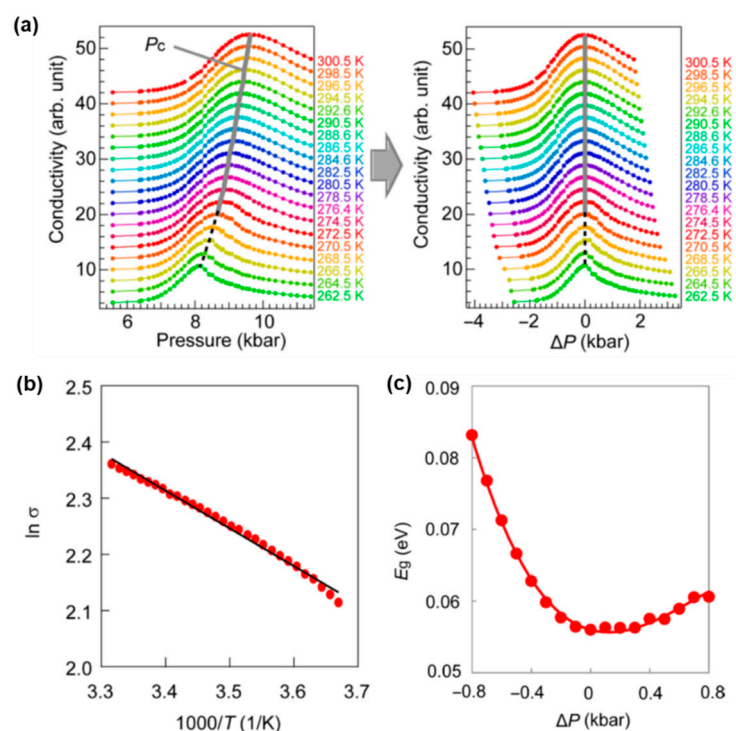 (a)
Conductivity (arb. unit)
50
40
30
20
10
Pc
6
8
10
Pressure (kbar)
300.5 K
298.5 K
296.5 K
294.5 K
292.6 K
290.5 K
288.6 K
286.5 K
284.6 K
282.5 K
280.5 K
278.5 K
276.4 K
274.5 K
272.5 K
270.5 K
268.5 K
266.5 K
264.5 K
262.5 K
Conductivity (arb. unit)
50
40
30
20
10
−4
−2
0
2
ΔP (kbar)
300.5 K
298.5 K
296.5 K
294.5 K
292.6 K
290.5 K
288.6 K
286.5 K
284.6 K
282.5 K
280.5 K
278.5 K
276.4 K
274.5 K
272.5 K
270.5 K
268.5 K
266.5 K
264.5 K
262.5 K
(b)
ln σ
2.5
2.4
2.3
2.2
2.1
2.0
3.3
3.4
3.5
3.6
3.7
1000/T (1/K)
(c)
Eg (eV)
0.09
0.08
0.07
0.06
0.05
−0.8
−0.4
0
0.4
0.8
ΔP (kbar)